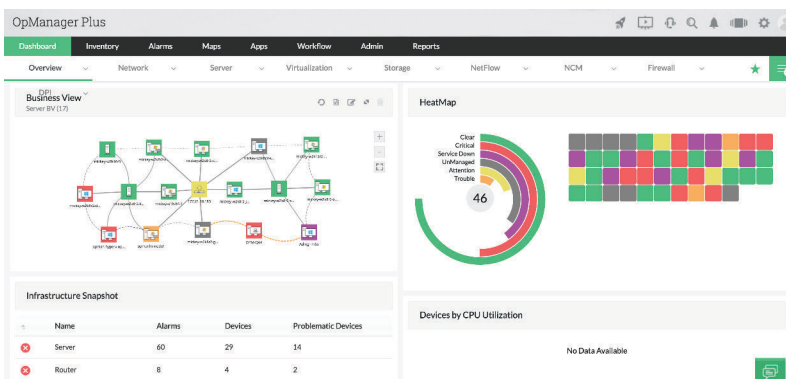 OpManager Plus
Dashboard Inventory Alarms Maps Apps Workflow Admin Reports
Overview Network Server Virtualization Storage NetFlow NCM Firewall
DPI
Business View
Server BV (17)
HeatMap
Clear
Critical
Service Down
UnManaged
Attention
Trouble
46
Infrastructure Snapshot
Name Alarms Devices Problematic Devices
Server 60 29 14
Router 8 4 2
Devices by CPU Utilization
No Data Available